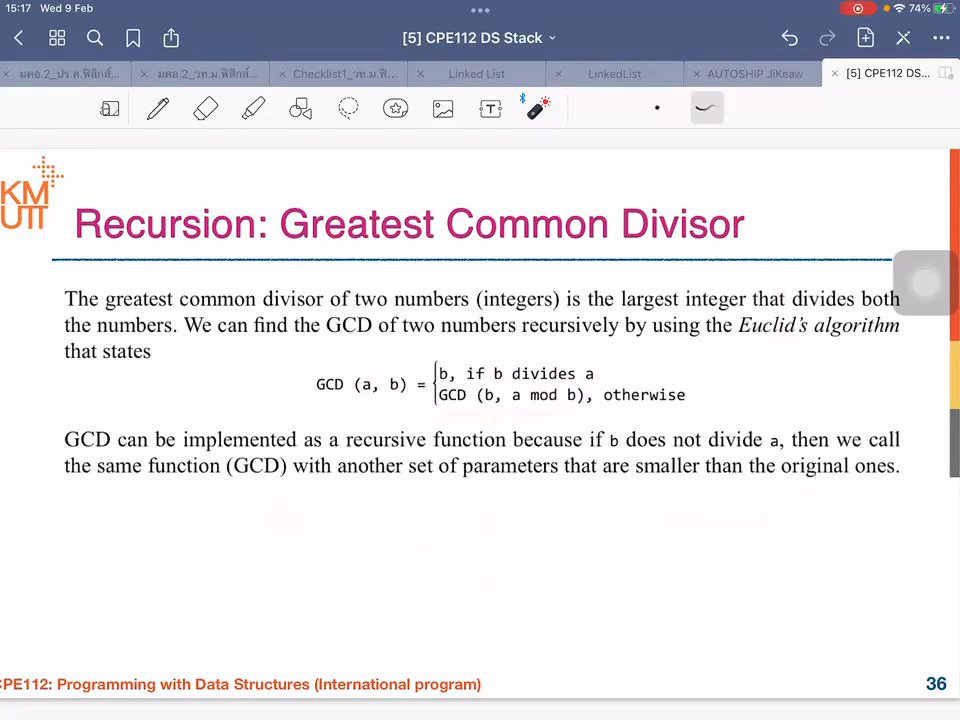 15:17 Wed 9 Feb
74%
[5] CPE112 DS Stack
มคอ.2_ปร.ด.ฟิสิกส์...
มคอ.2_วท.ม.ฟิสิกส์...
Checklist1_วท.ม.ฟิ...
Linked List
LinkedList
AUTOSHIP JiKeaw
[5] CPE112 DS...
KM
UTT
Recursion: Greatest Common Divisor
The greatest common divisor of two numbers (integers) is the largest integer that divides both
the numbers. We can find the GCD of two numbers recursively by using the Euclid's algorithm
that states
GCD (a, b) = { b, if b divides a
GCD (b, a mod b), otherwise
GCD can be implemented as a recursive function because if b does not divide a, then we call
the same function (GCD) with another set of parameters that are smaller than the original ones.
CPE112: Programming with Data Structures (International program)
36